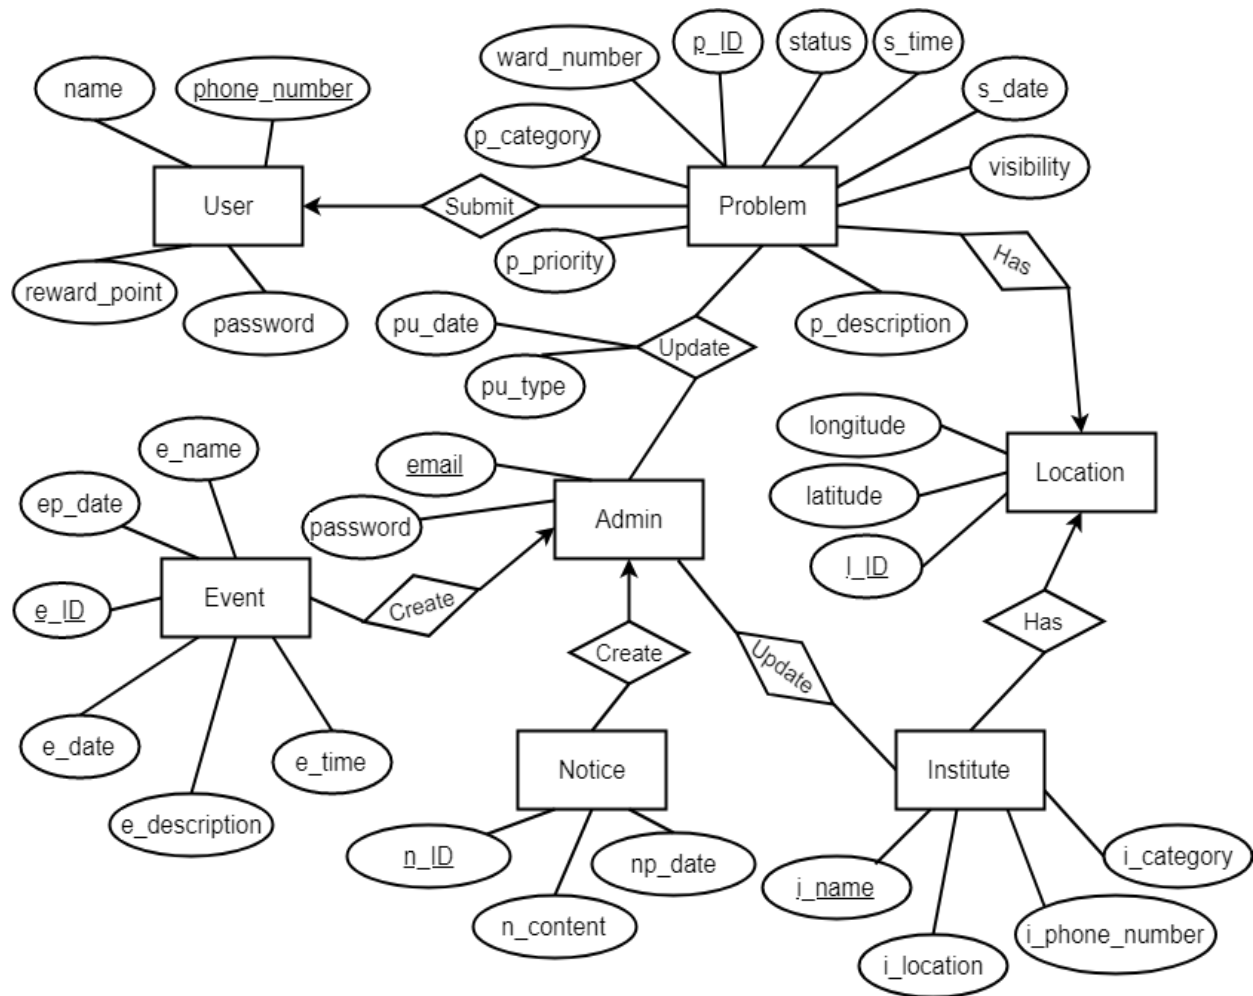 name
phone_number
ward_number
p_ID
status
s_time
s_date
p_category
visibility
User
Submit
Problem
Has
p_priority
reward_point
password
pu_date
p_description
Update
pu_type
e_name
email
longitude
ep_date
password
Admin
latitude
Location
e_ID
Event
Create
l_ID
Create
Update
Has
e_date
e_time
Notice
Institute
e_description
n_ID
np_date
i_name
i_category
n_content
i_phone_number
i_location